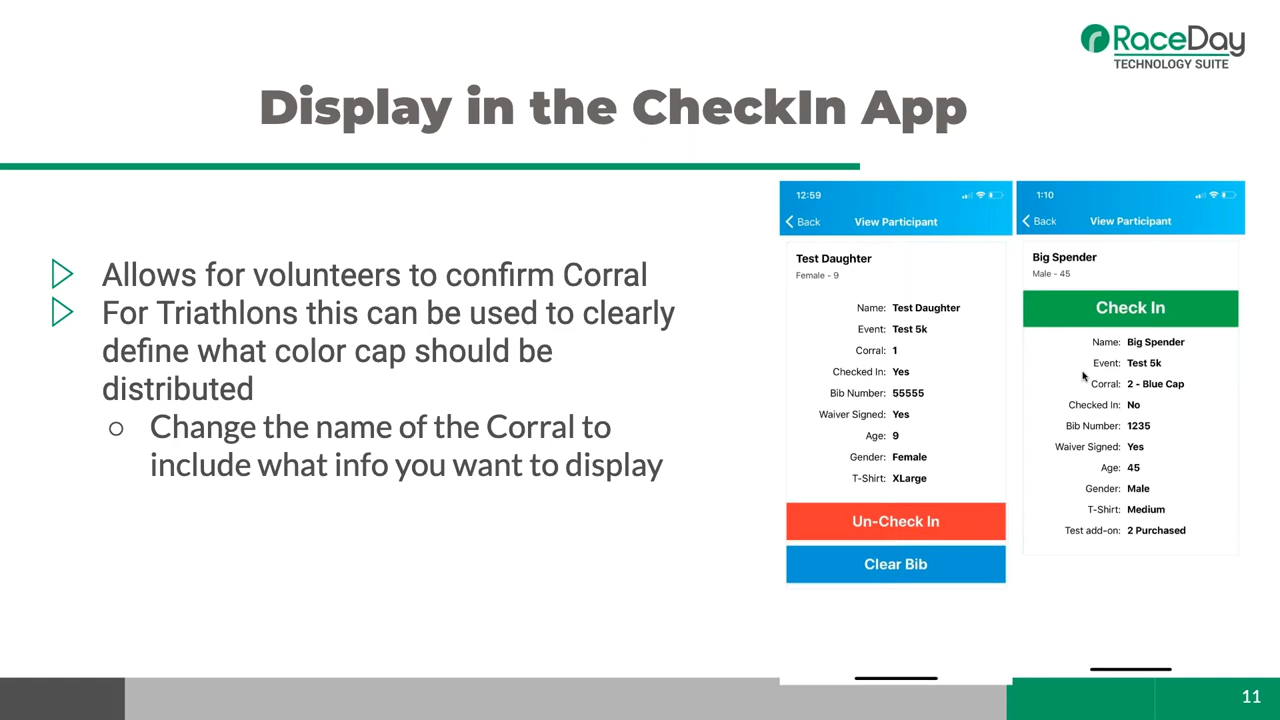 RaceDay
TECHNOLOGY SUITE
Display in the CheckIn App
Allows for volunteers to confirm Corral
For Triathlons this can be used to clearly
define what color cap should be
distributed
Change the name of the Corral to
include what info you want to display
12:59
Back View Participant
Test Daughter
Female - 9
Name: Test Daughter
Event: Test 5k
Corral: 1
Checked In: Yes
Bib Number: 55555
Waiver Signed: Yes
Age: 9
Gender: Female
T-Shirt: XLarge
Un-Check In
Clear Bib
1:10
Back View Participant
Big Spender
Male - 45
Check In
Name: Big Spender
Event: Test 5k
Corral: 2 - Blue Cap
Checked In: No
Bib Number: 1235
Waiver Signed: Yes
Age: 45
Gender: Male
T-Shirt: Medium
Test add-on: 2 Purchased
11